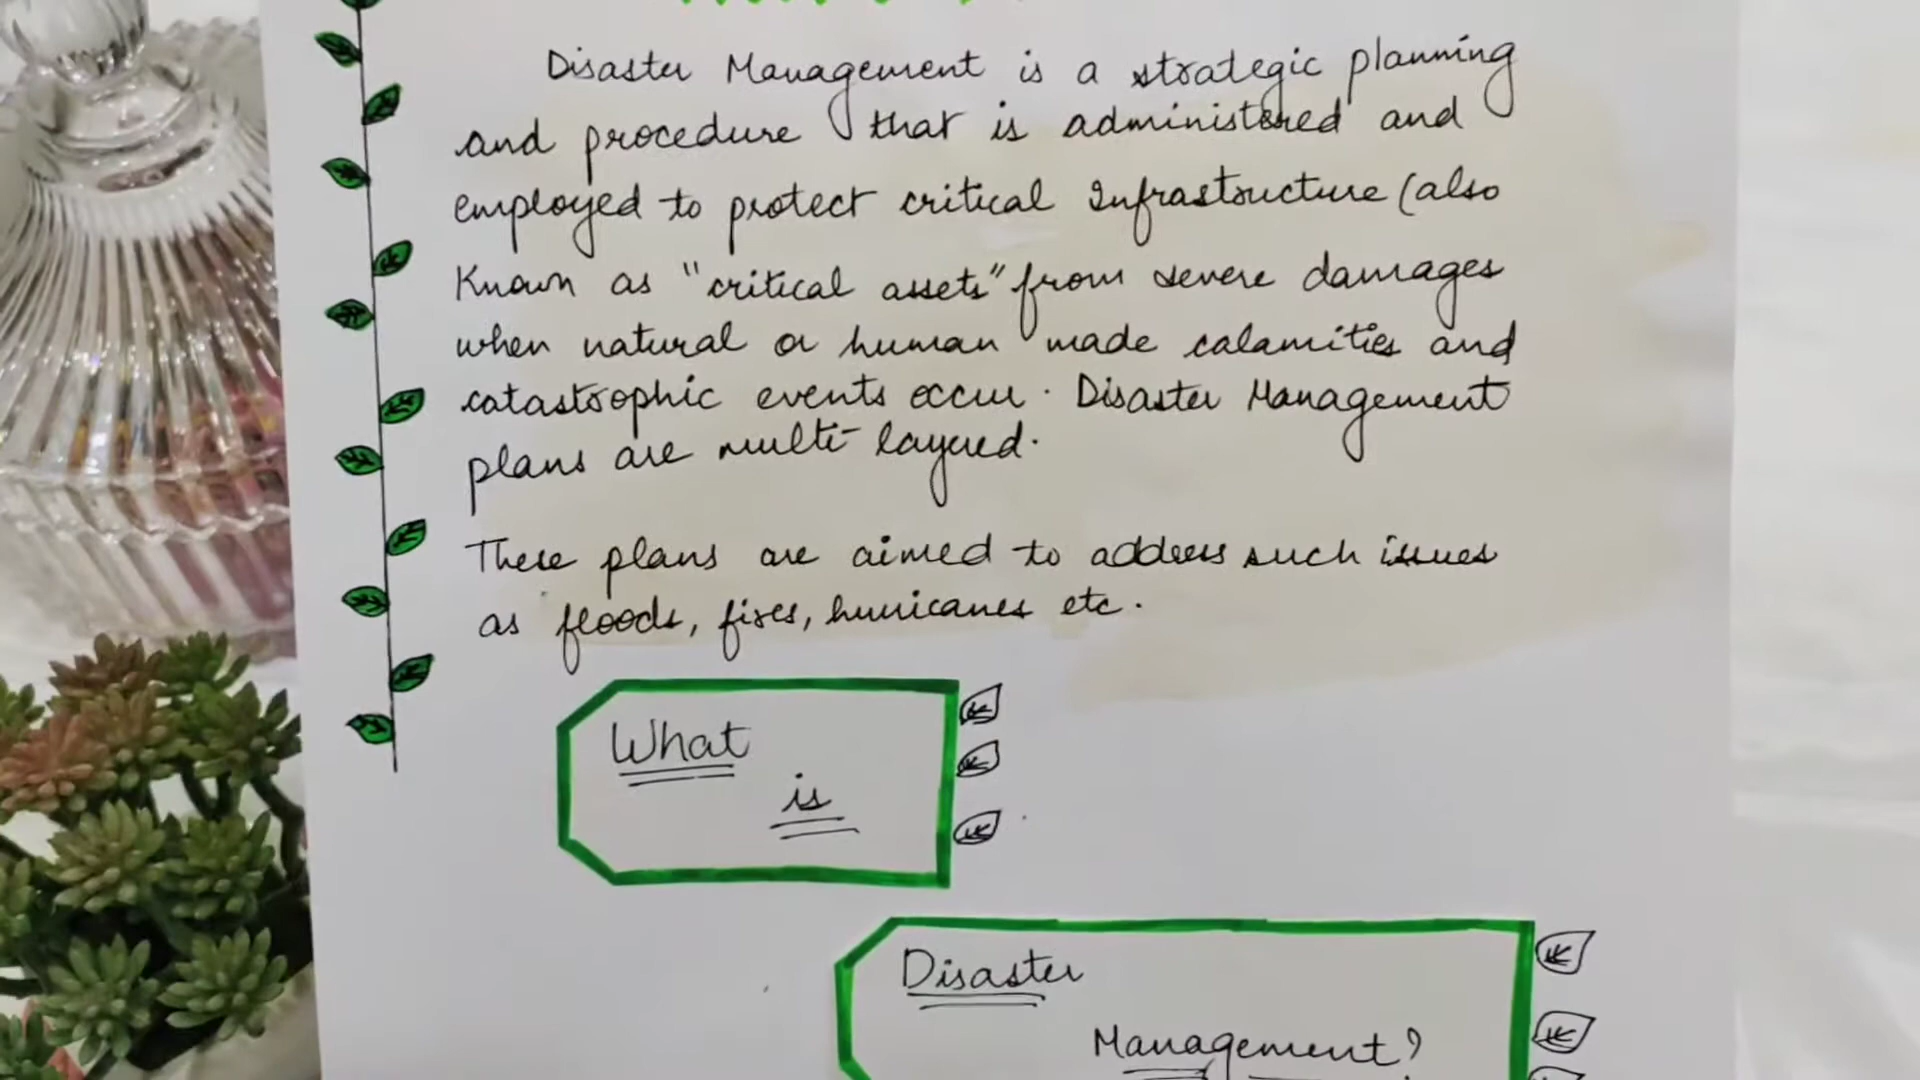 Disaster Management is a strategic planning
and procedure that is administered and
employed to protect critical Infrastructure (also
Known as "critical assets" from severe damages
when natural or human made calamities and
catastrophic events occur. Disaster Management
plans are multi-layered.
These plans are aimed to address such issues
as floods, fires, hurricanes etc.
What
is
Disaster
Management?